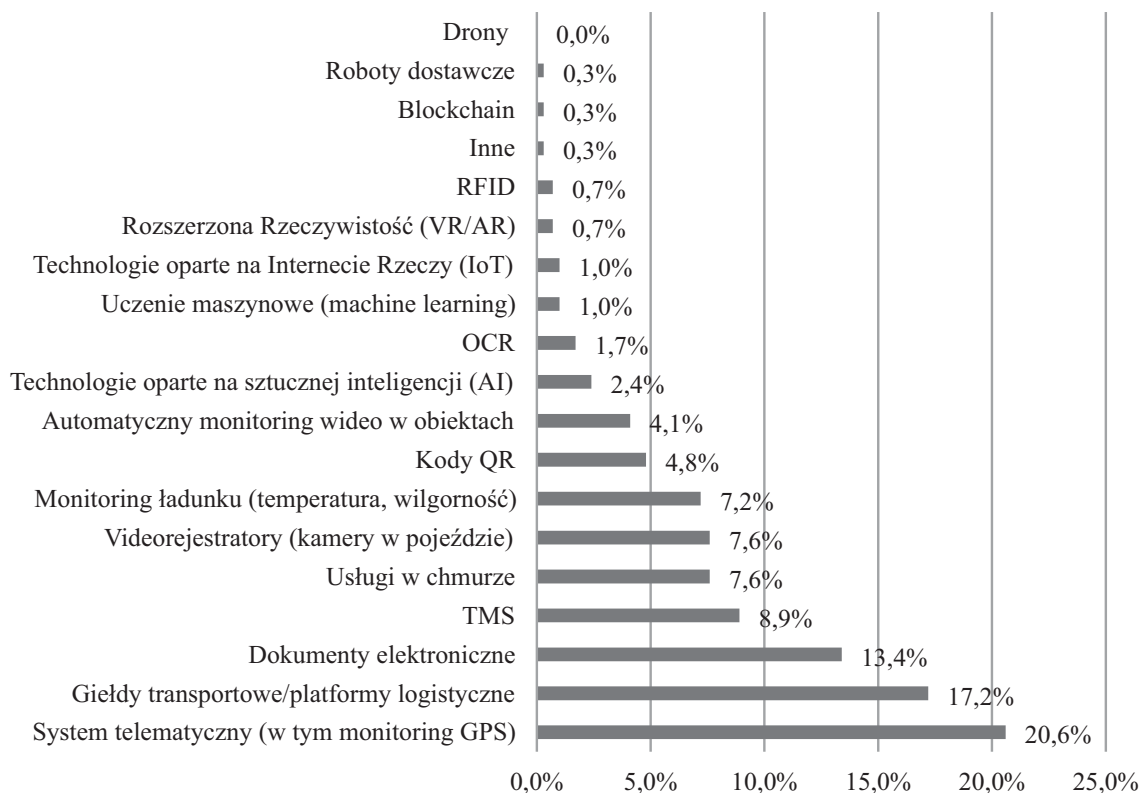 Drony 0,0%
Roboty dostawcze 0,3%
Blockchain 0,3%
Inne 0,3%
RFID 0,7%
Rozszerzona Rzeczywistość (VR/AR) 0,7%
Technologie oparte na Internecie Rzeczy (IoT) 1,0%
Uczenie maszynowe (machine learning) 1,0%
OCR 1,7%
Technologie oparte na sztucznej inteligencji (AI) 2,4%
Automatyczny monitoring wideo w obiektach 4,1%
Kody QR 4,8%
Monitoring ładunku (temperatura, wilgorność) 7,2%
Videorejestratory (kamery w pojeździe) 7,6%
Usługi w chmurze 7,6%
TMS 8,9%
Dokumenty elektroniczne 13,4%
Giełdy transportowe/platformy logistyczne 17,2%
System telematyczny (w tym monitoring GPS) 20,6%
0,0% 5,0% 10,0% 15,0% 20,0% 25,0%